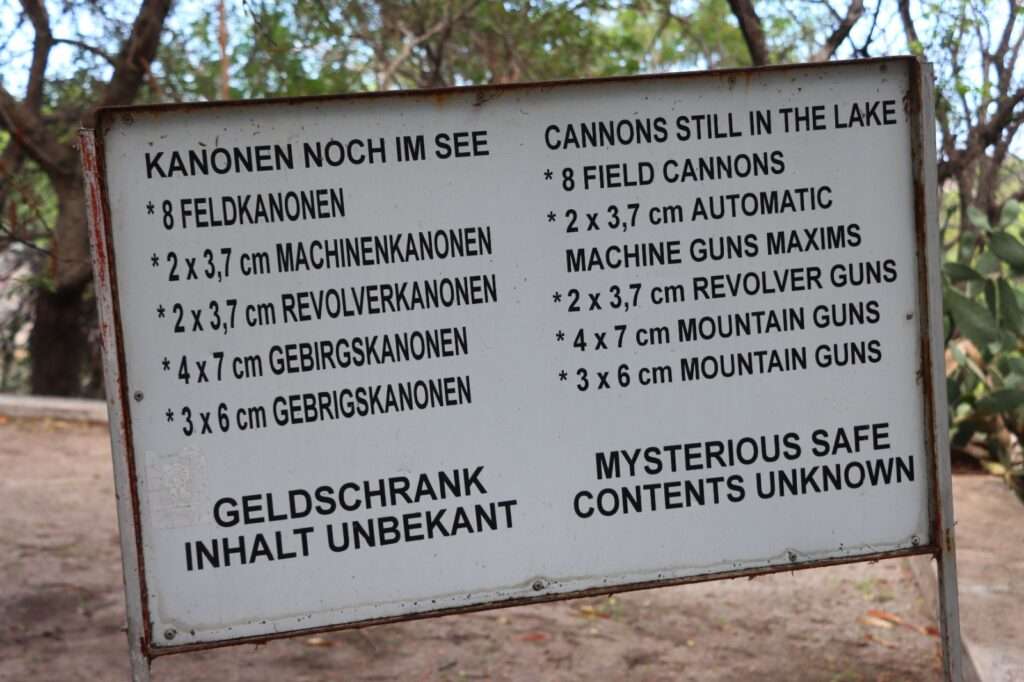 KANONEN NOCH IM SEE
* 8 FELDKANONEN
* 2 x 3,7 cm MACHINENKANONEN
* 2 x 3,7 cm REVOLVERKANONEN
* 4 x 7 cm GEBIRGSKANONEN
* 3 x 6 cm GEBRIGSKANONEN
GELDSCHRANK
INHALT UNBEKANT
CANNONS STILL IN THE LAKE
* 8 FIELD CANNONS
* 2 x 3,7 cm AUTOMATIC
MACHINE GUNS MAXIMS
* 2 x 3,7 cm REVOLVER GUNS
* 4 x 7 cm MOUNTAIN GUNS
* 3 x 6 cm MOUNTAIN GUNS
MYSTERIOUS SAFE
CONTENTS UNKNOWN